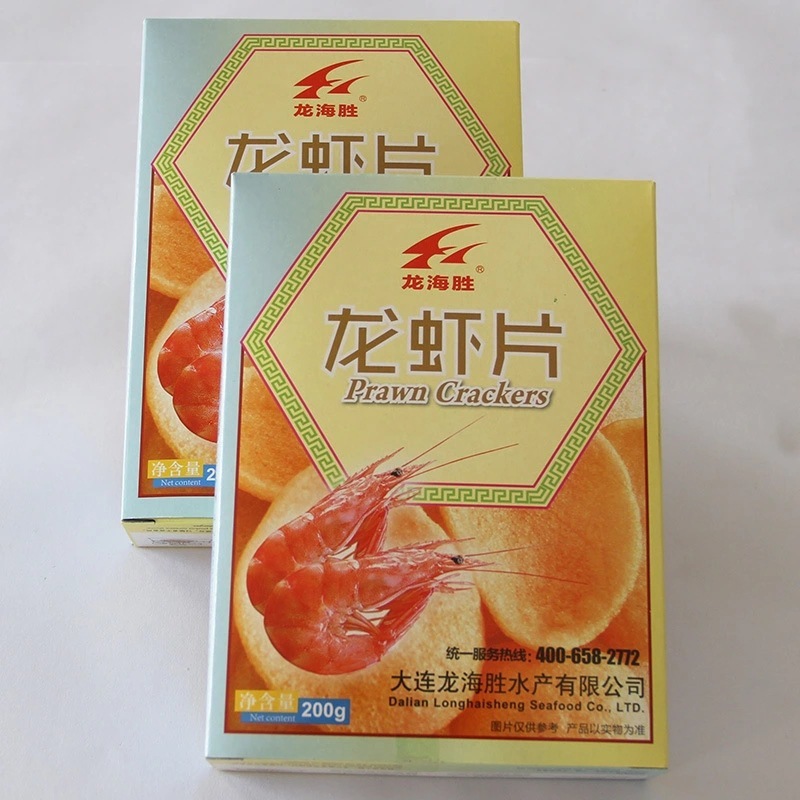 龙海胜®
龙虾片
净含量
Net content
龙海胜®
龙虾片
Prawn Crackers
统一服务热线：400-658-2772
大连龙海胜水产有限公司
Dalian Longhaisheng Seafood Co., LTD.
净含量 200g
Net content
图片仅供参考 产品以实物为准